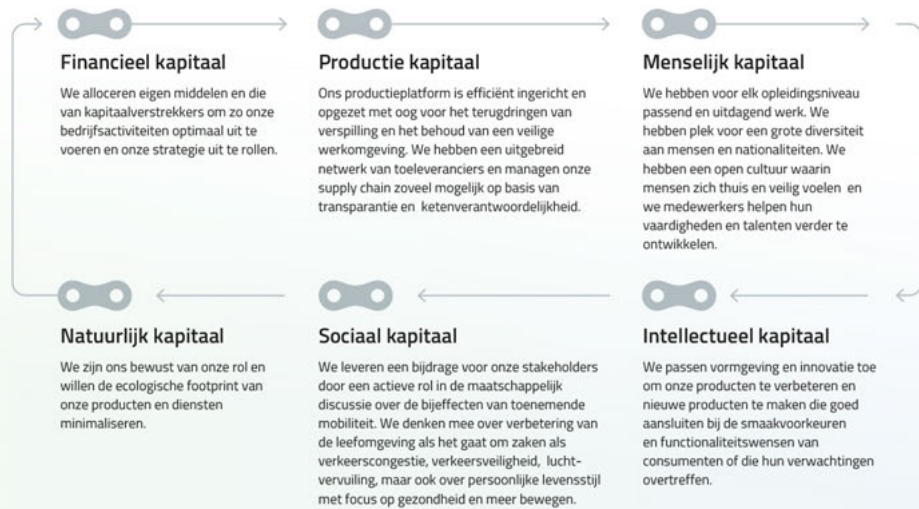 Financieel kapitaal
We alloceren eigen middelen en die
van kapitaalverstrekkers om zo onze
bedrijfsactiviteiten optimaal uit te
voeren en onze strategie uit te rollen.
Productie kapitaal
Ons productieplatform is efficiënt ingericht en
opgezet met oog voor het terugdringen van
verspilling en het behoud van een veilige
werkomgeving. We hebben een uitgebreid
netwerk van toeleveranciers en managen onze
supply chain zoveel mogelijk op basis van
transparantie en ketenverantwoordelijkheid.
Menselijk kapitaal
We hebben voor elk opleidingsniveau
passend en uitdagend werk. We
hebben plek voor een grote diversiteit
aan mensen en nationaliteiten. We
hebben een open cultuur waarin
mensen zich thuis en veilig voelen en
we medewerkers helpen hun
vaardigheden en talenten verder te
ontwikkelen.
Natuurlijk kapitaal
We zijn ons bewust van onze rol en
willen de ecologische footprint van
onze producten en diensten
minimaliseren.
Sociaal kapitaal
We leveren een bijdrage voor onze stakeholders
door een actieve rol in de maatschappelijk
discussie over de bijeffecten van toenemende
mobiliteit. We denken mee over verbetering van
de leefomgeving als het gaat om zaken als
verkeerscongestie, verkeersveiligheid, lucht-
vervuiling, maar ook over persoonlijke levensstijl
met focus op gezondheid en meer bewegen.
Intellectueel kapitaal
We passen vormgeving en innovatie toe
om onze producten te verbeteren en
nieuwe producten te maken die goed
aansluiten bij de smaakvoorkeuren
en functionaliteitswensen van
consumenten of die hun verwachtingen
overtreffen.